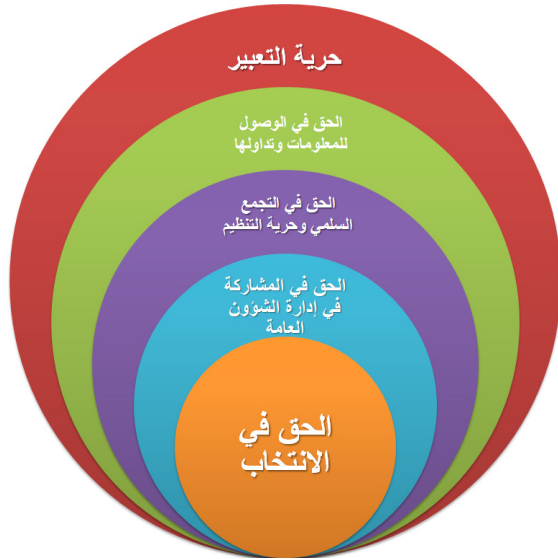 حرية التعبير
الحق في الوصول
للمعلومات وتداولها
الحق في التجمع
السلمي وحرية التنظيم
الحق في المشاركة
في إدارة الشؤون
العامة
الحق في
الانتخاب